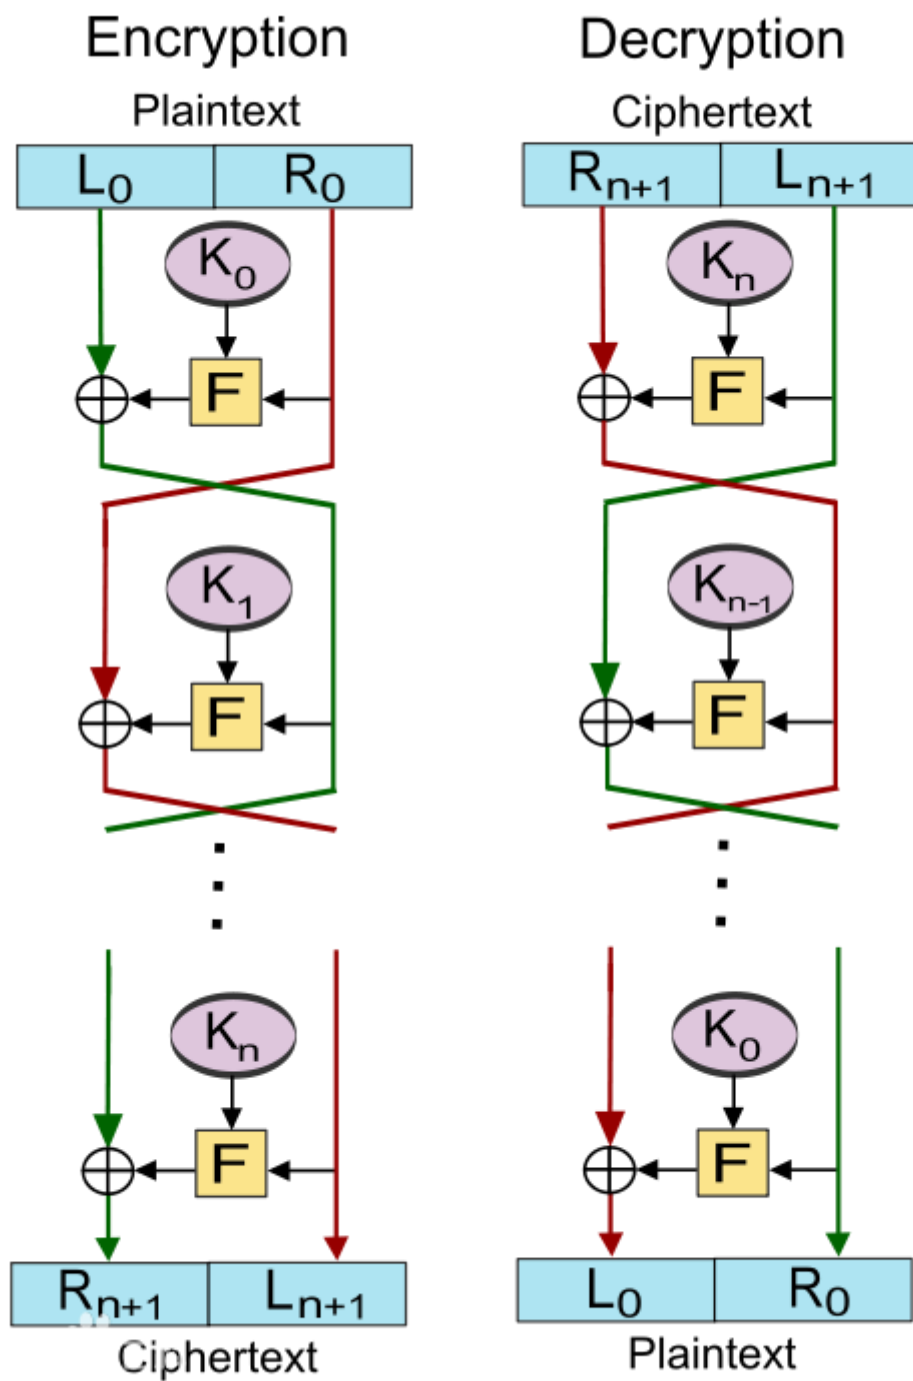 Encryption
Plaintext
L₀ R₀
K₀
F
K₁
F
Kₙ
F
Rₙ₊₁ Lₙ₊₁
Ciphertext
Decryption
Ciphertext
Rₙ₊₁ Lₙ₊₁
Kₙ
F
Kₙ₋₁
F
K₀
F
L₀ R₀
Plaintext